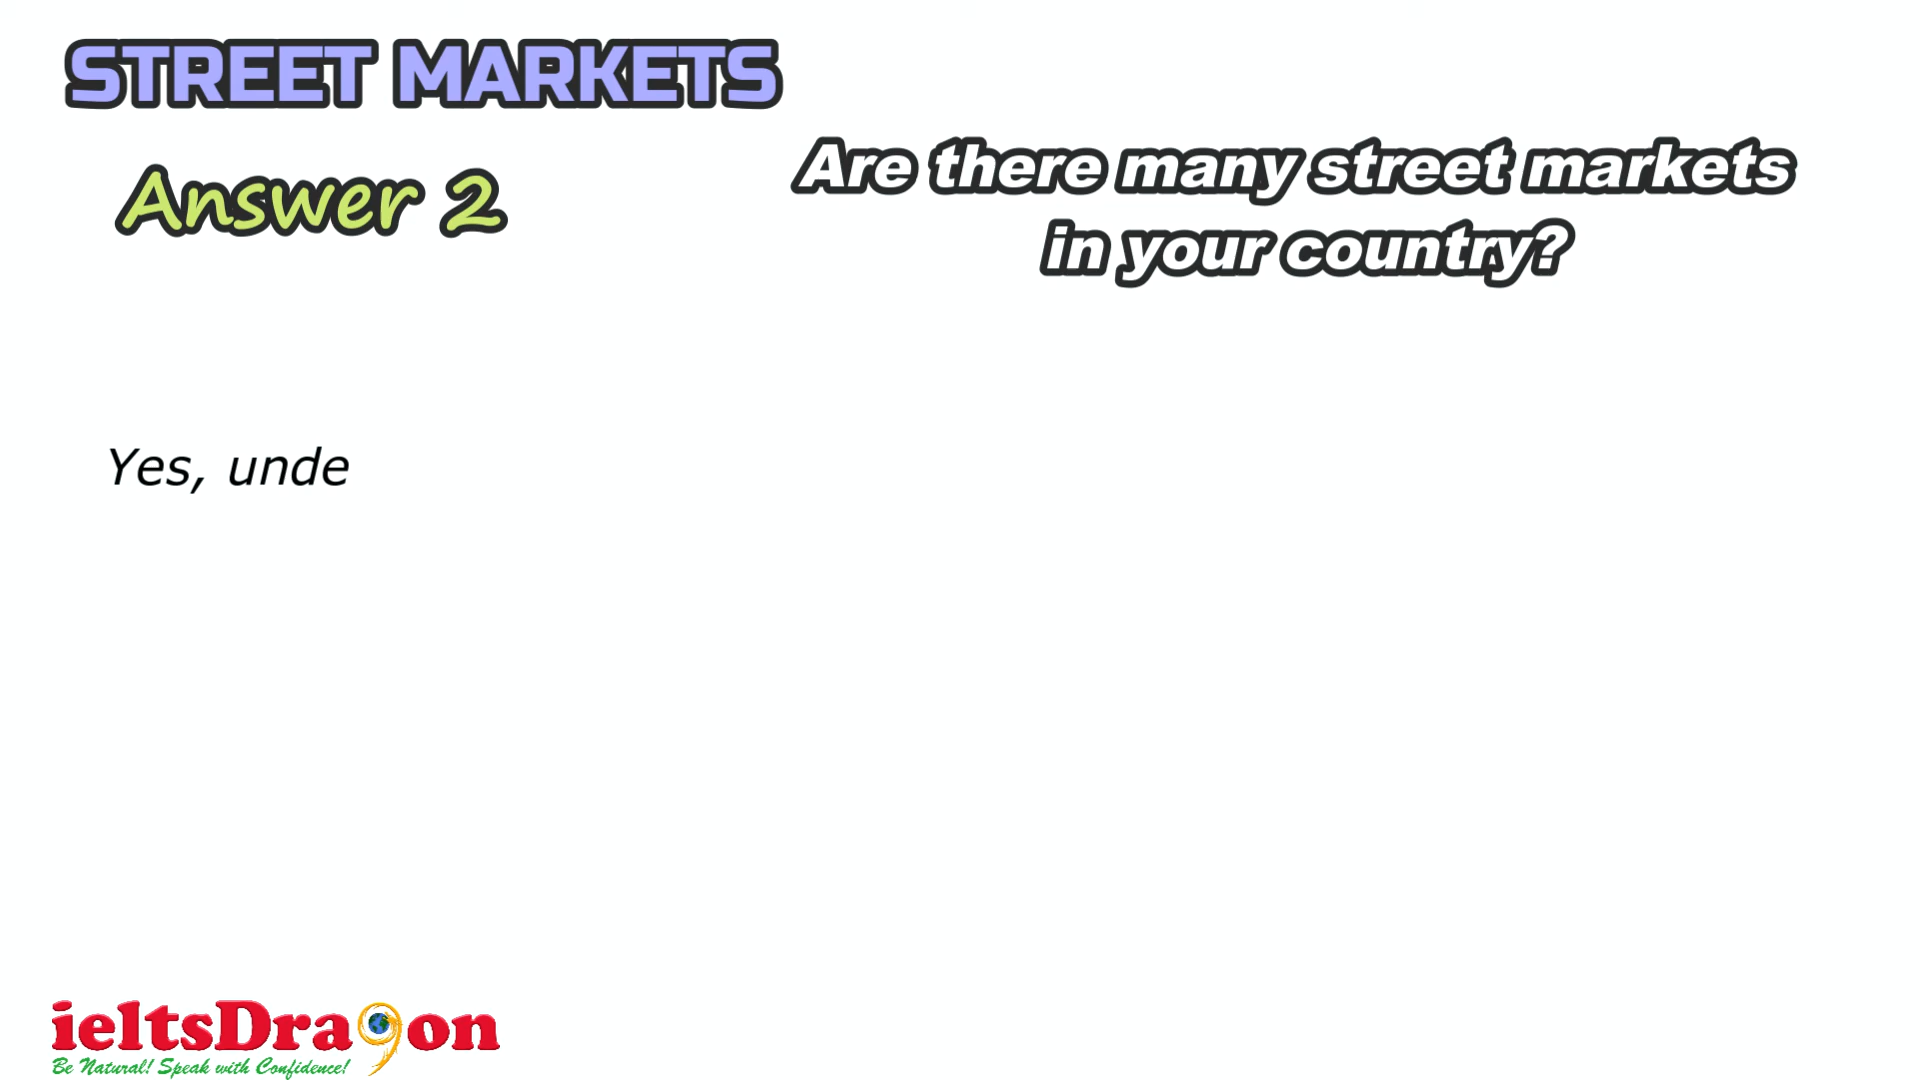 STREET MARKETS
Answer 2
Are there many street markets
in your country?
Yes, unde
ieltsDra9on
Be Natural! Speak with Confidence!